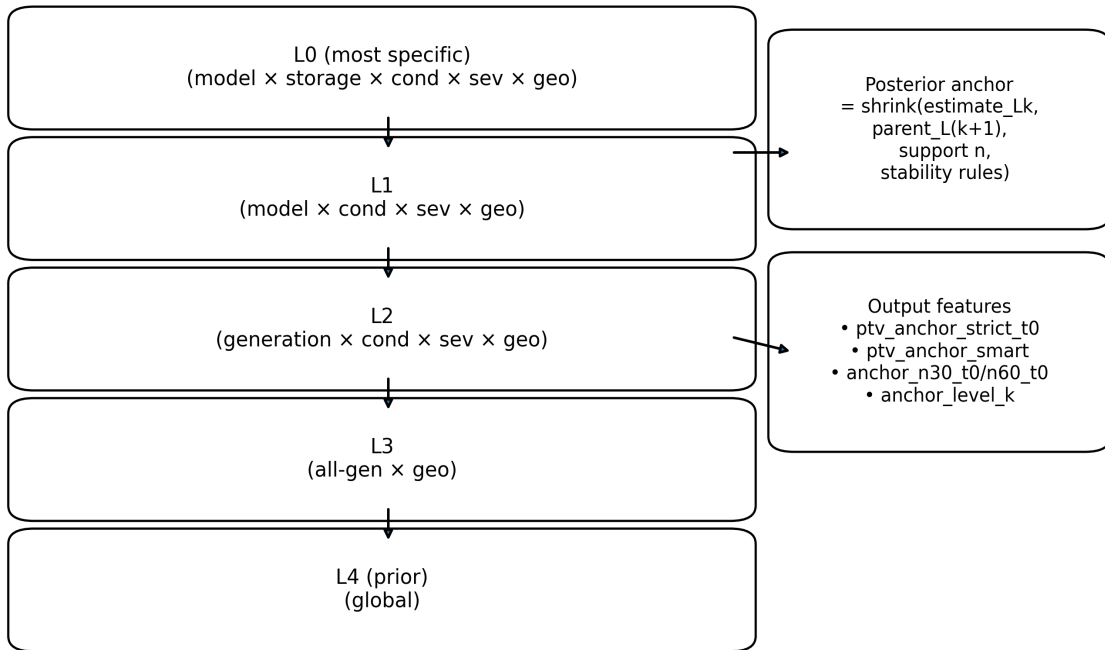 L0 (most specific)
(model × storage × cond × sev × geo)
L1
(model × cond × sev × geo)
L2
(generation × cond × sev × geo)
L3
(all-gen × geo)
L4 (prior)
(global)
Posterior anchor
= shrink(estimate_Lk,
parent_L(k+1),
support n,
stability rules)
Output features
• ptv_anchor_strict_t0
• ptv_anchor_smart
• anchor_n30_t0/n60_t0
• anchor_level_k